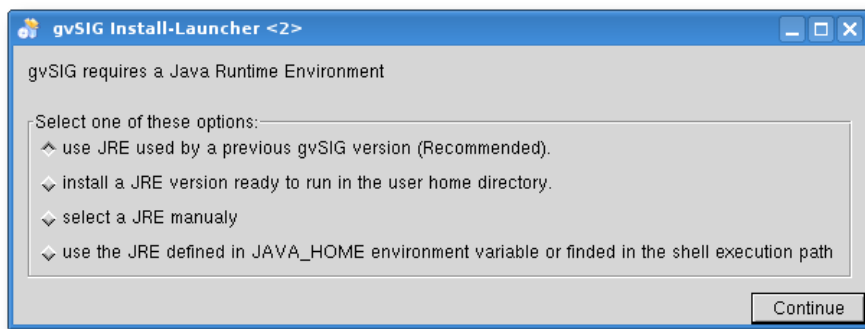 gvSIG Install-Launcher <2>
gvSIG requires a Java Runtime Environment
Select one of these options:
use JRE used by a previous gvSIG version (Recommended).
install a JRE version ready to run in the user home directory.
select a JRE manualy
use the JRE defined in JAVA_HOME environment variable or finded in the shell execution path
Continue